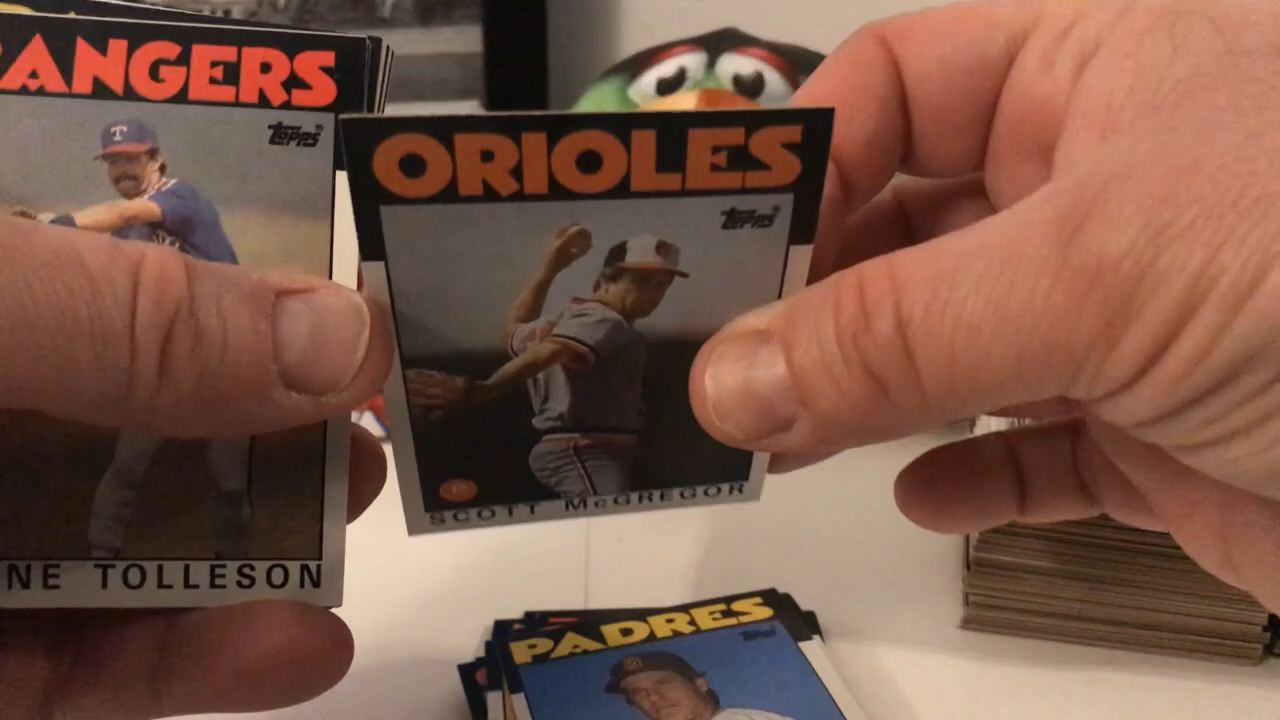 ANGERS
Topps
T
NE TOLLESON
ORIOLES
Topps
P
SCOTT McGREGOR
PADRES
Topps